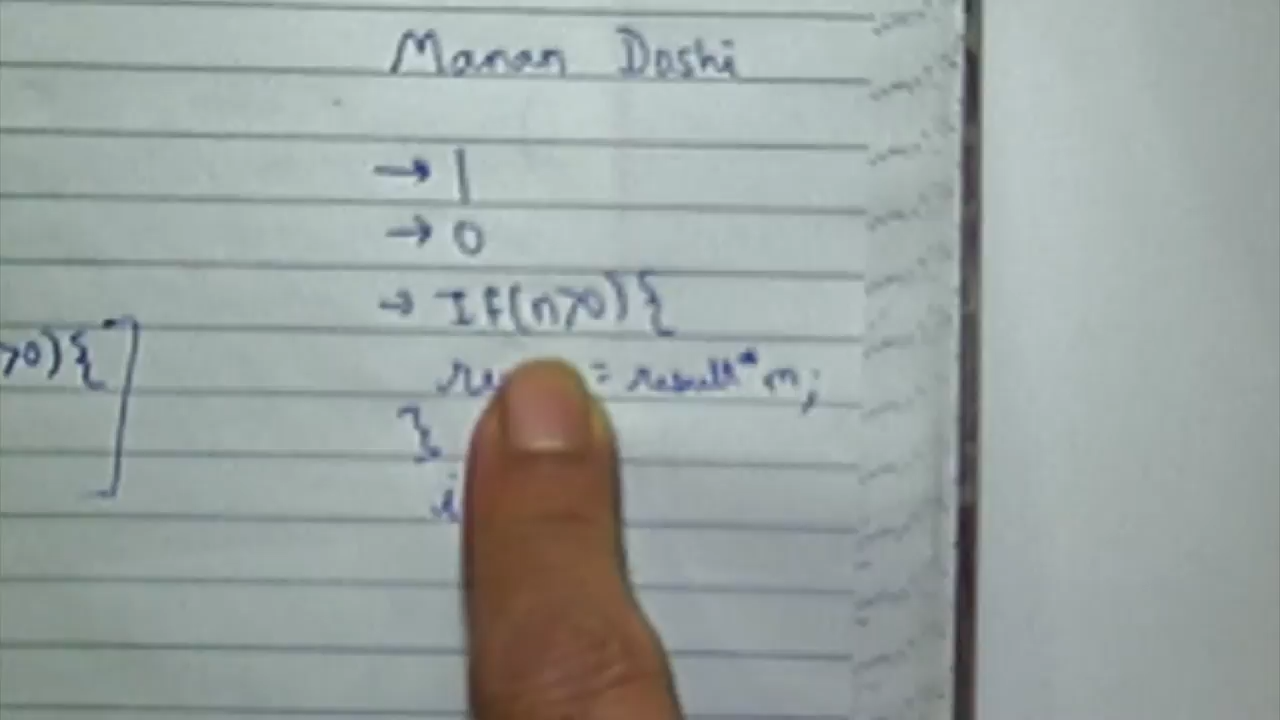 Manan Doshi
→ 1
→ 0
→ If(n>0){
>0){
= result*n;
}